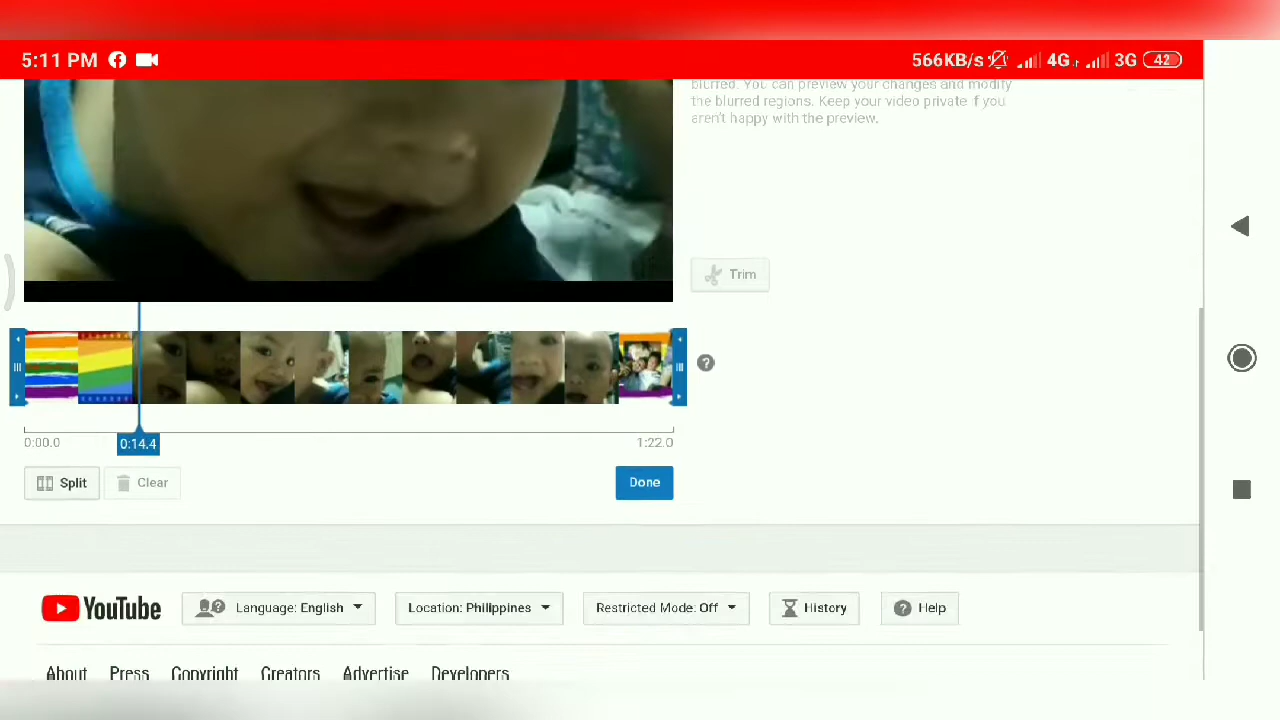 5:11 PM
566KB/s 4G 3G 42
blurred. You can preview your changes and modify
the blurred regions. Keep your video private if you
aren't happy with the preview.
Trim
0:00.0
0:14.4
1:22.0
Split
Clear
Done
YouTube
Language: English
Location: Philippines
Restricted Mode: Off
History
Help
About Press Copyright Creators Advertise Developers